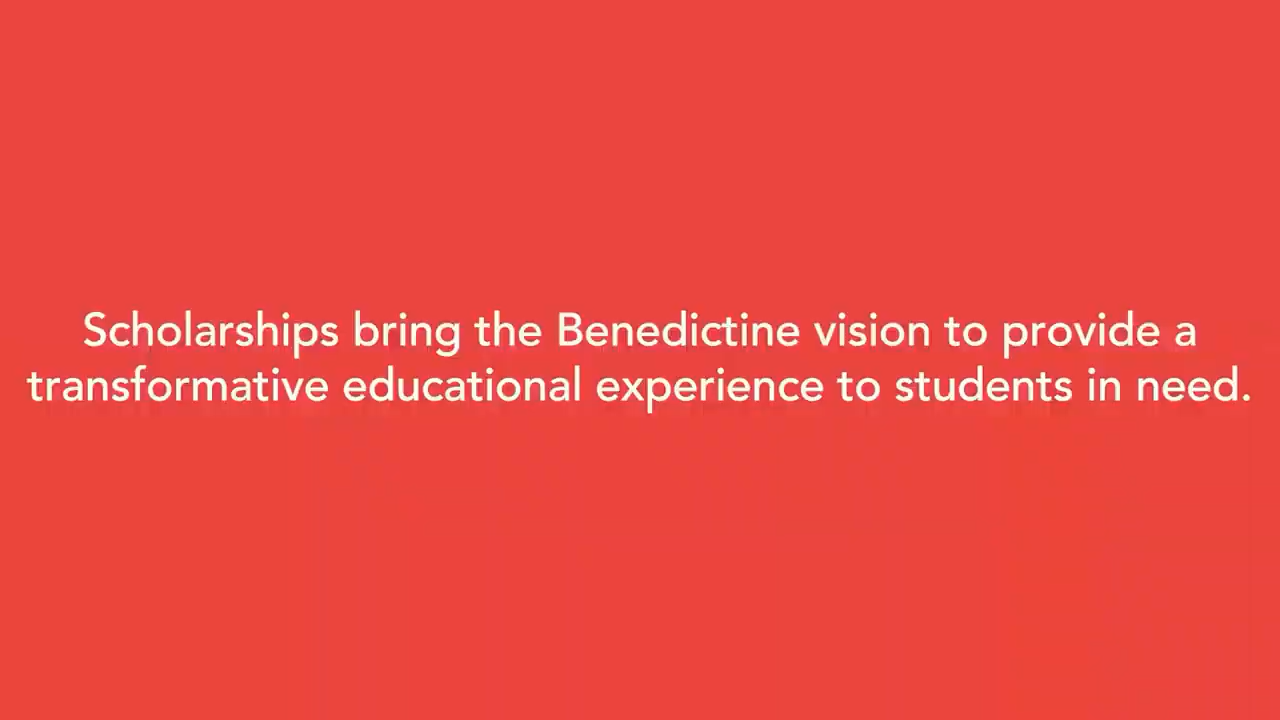 Scholarships bring the Benedictine vision to provide a
transformative educational experience to students in need.